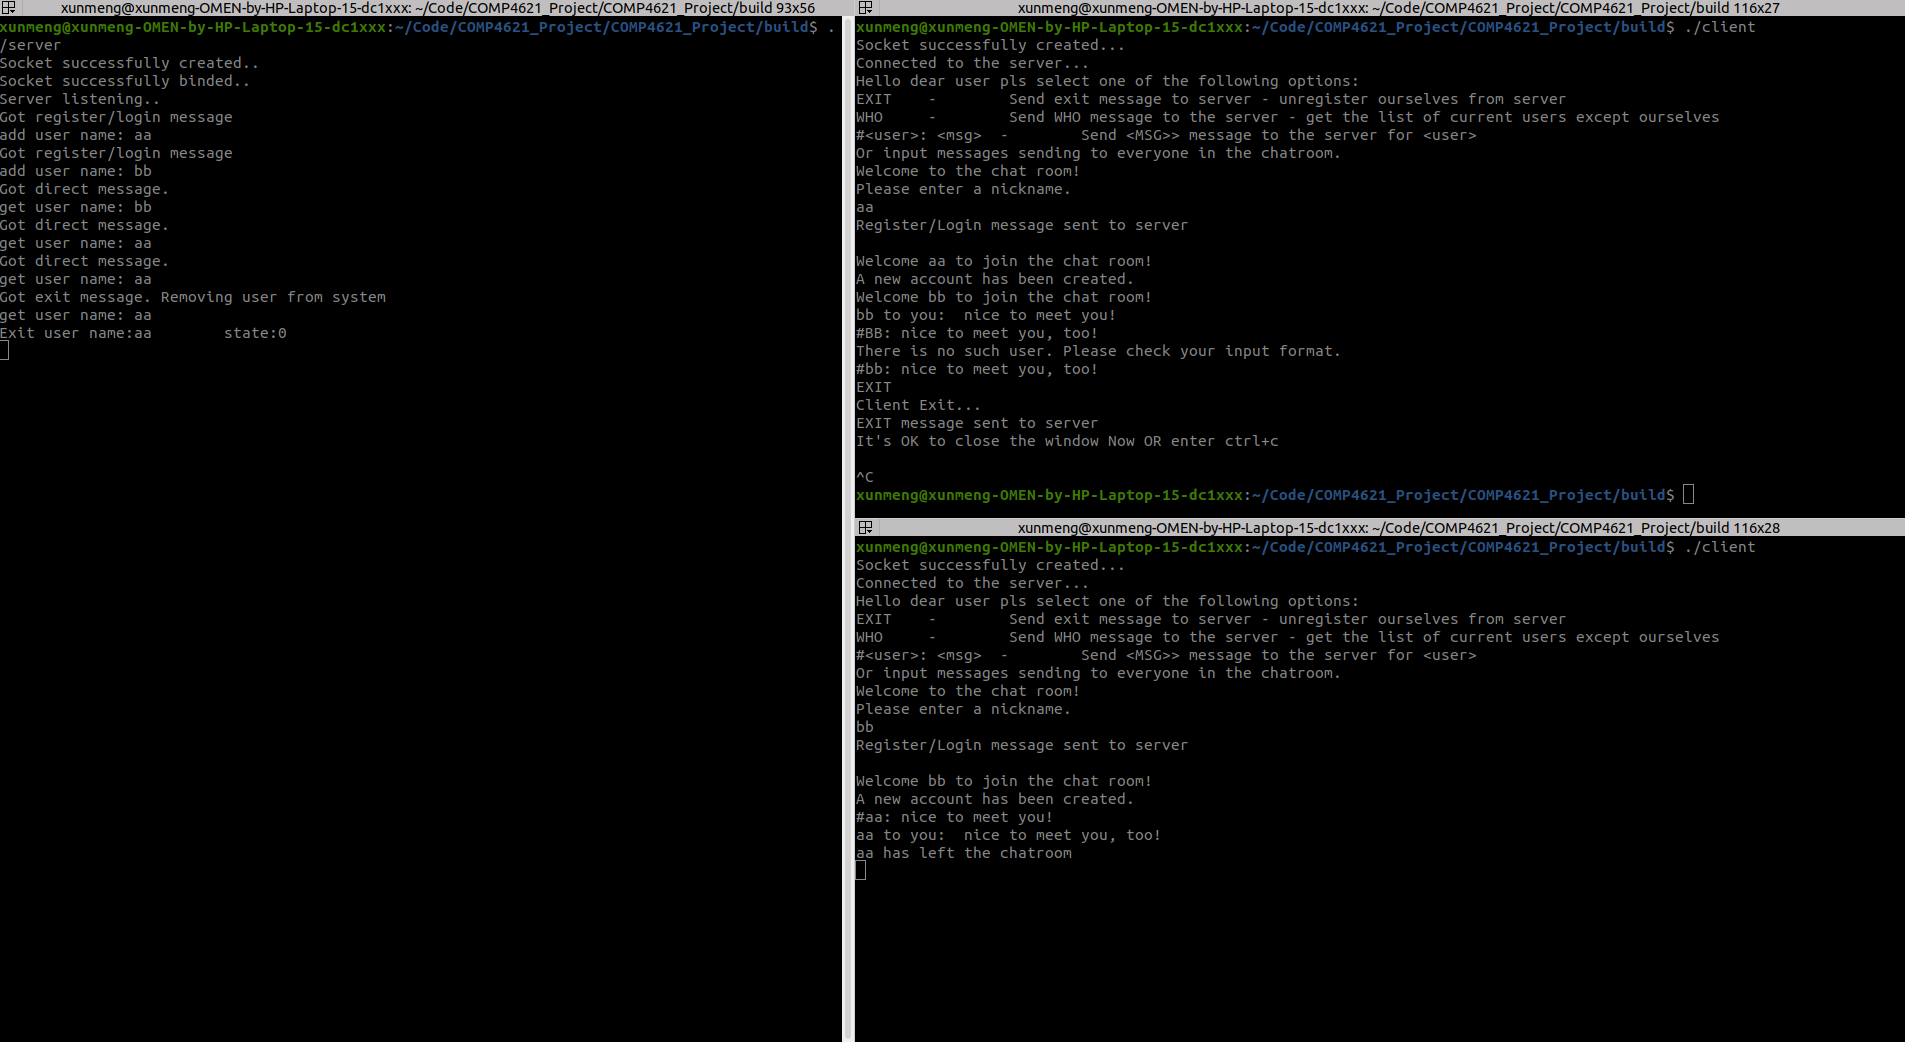 xunmeng@xunmeng-OMEN-by-HP-Laptop-15-dc1xxx: ~/Code/COMP4621_Project/COMP4621_Project/build 93x56
xunmeng@xunmeng-OMEN-by-HP-Laptop-15-dc1xxx:~/Code/COMP4621_Project/COMP4621_Project/build$ .
/server
Socket successfully created..
Socket successfully binded..
Server listening..
Got register/login message
add user name: aa
Got register/login message
add user name: bb
Got direct message.
get user name: bb
Got direct message.
get user name: aa
Got direct message.
get user name: aa
Got exit message. Removing user from system
get user name: aa
Exit user name:aa        state:0
xunmeng@xunmeng-OMEN-by-HP-Laptop-15-dc1xxx: ~/Code/COMP4621_Project/COMP4621_Project/build 116x27
xunmeng@xunmeng-OMEN-by-HP-Laptop-15-dc1xxx:~/Code/COMP4621_Project/COMP4621_Project/build$ ./client
Socket successfully created...
Connected to the server...
Hello dear user pls select one of the following options:
EXIT    -        Send exit message to server - unregister ourselves from server
WHO     -        Send WHO message to the server - get the list of current users except ourselves
#<user>: <msg>  -        Send <MSG>> message to the server for <user>
Or input messages sending to everyone in the chatroom.
Welcome to the chat room!
Please enter a nickname.
aa
Register/Login message sent to server
Welcome aa to join the chat room!
A new account has been created.
Welcome bb to join the chat room!
bb to you:  nice to meet you!
#BB: nice to meet you, too!
There is no such user. Please check your input format.
#bb: nice to meet you, too!
EXIT
Client Exit...
EXIT message sent to server
It's OK to close the window Now OR enter ctrl+c
^C
xunmeng@xunmeng-OMEN-by-HP-Laptop-15-dc1xxx:~/Code/COMP4621_Project/COMP4621_Project/build$
xunmeng@xunmeng-OMEN-by-HP-Laptop-15-dc1xxx: ~/Code/COMP4621_Project/COMP4621_Project/build 116x28
xunmeng@xunmeng-OMEN-by-HP-Laptop-15-dc1xxx:~/Code/COMP4621_Project/COMP4621_Project/build$ ./client
Socket successfully created...
Connected to the server...
Hello dear user pls select one of the following options:
EXIT    -        Send exit message to server - unregister ourselves from server
WHO     -        Send WHO message to the server - get the list of current users except ourselves
#<user>: <msg>  -        Send <MSG>> message to the server for <user>
Or input messages sending to everyone in the chatroom.
Welcome to the chat room!
Please enter a nickname.
bb
Register/Login message sent to server
Welcome bb to join the chat room!
A new account has been created.
#aa: nice to meet you!
aa to you:  nice to meet you, too!
aa has left the chatroom